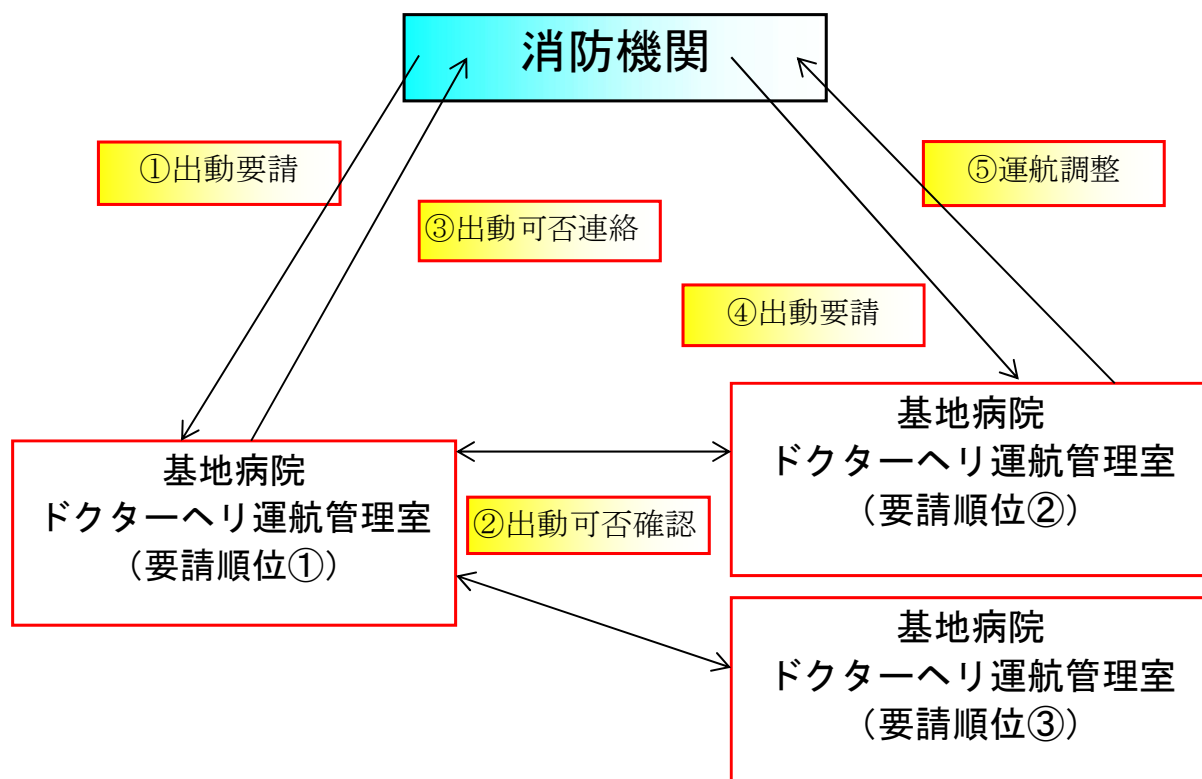 消防機関
①出動要請
⑤運航調整
③出動可否連絡
④出動要請
基地病院
ドクターヘリ運航管理室
（要請順位①）
②出動可否確認
基地病院
ドクターヘリ運航管理室
（要請順位②）
基地病院
ドクターヘリ運航管理室
（要請順位③）